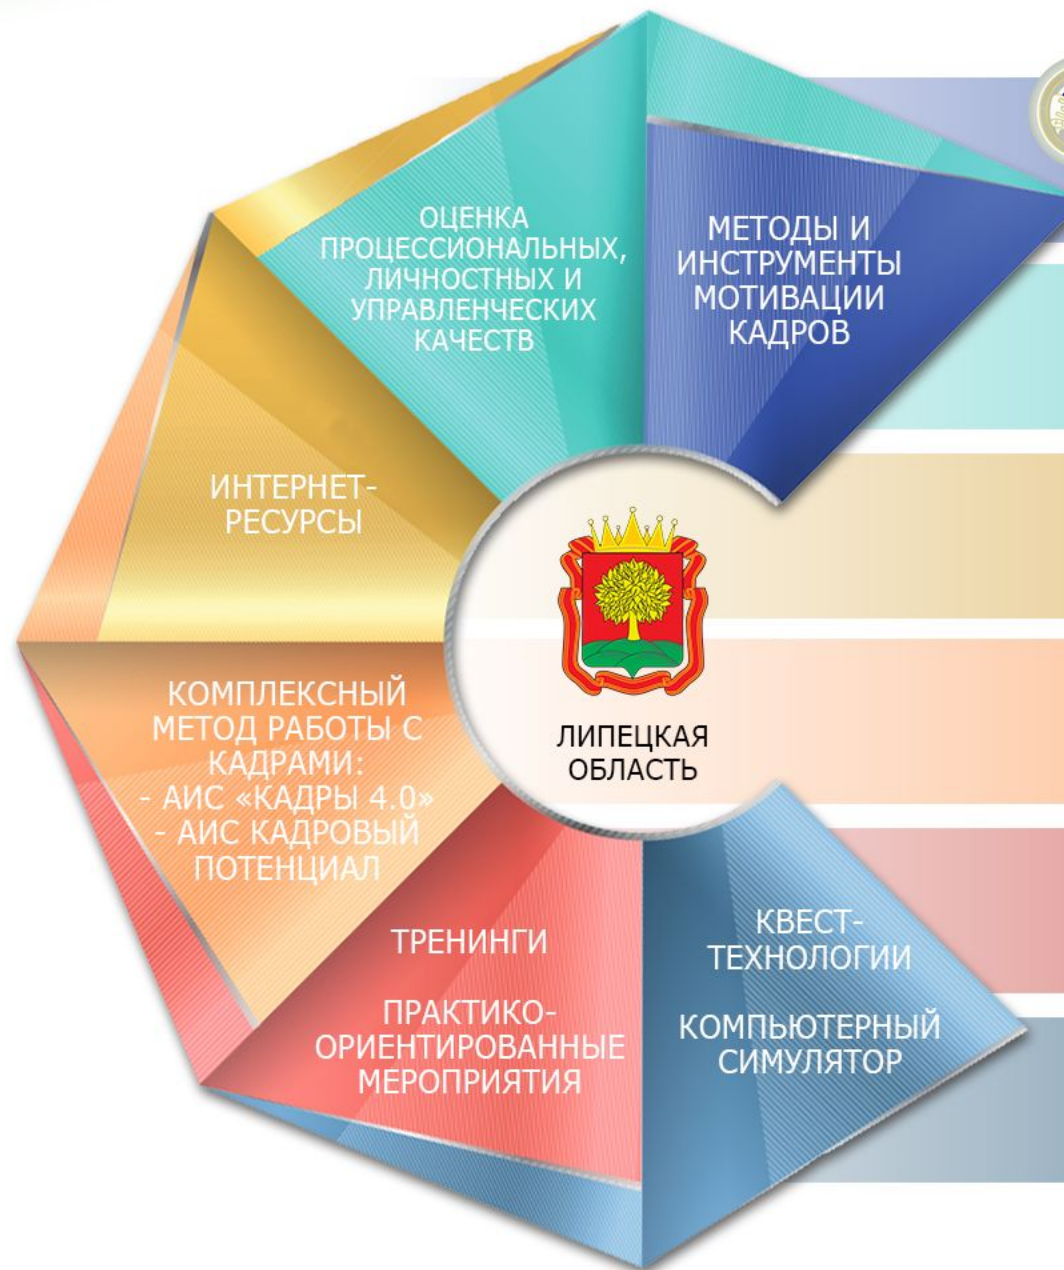 ОЦЕНКА
ПРОЦЕССИОНАЛЬНЫХ,
ЛИЧНОСТНЫХ И
УПРАВЛЕНЧЕСКИХ
КАЧЕСТВ
МЕТОДЫ И
ИНСТРУМЕНТЫ
МОТИВАЦИИ
КАДРОВ
ИНТЕРНЕТ-
РЕСУРСЫ
КОМПЛЕКСНЫЙ
МЕТОД РАБОТЫ С
КАДРАМИ:
- АИС «КАДРЫ 4.0»
- АИС КАДРОВЫЙ
ПОТЕНЦИАЛ
ЛИПЕЦКАЯ
ОБЛАСТЬ
ТРЕНИНГИ
ПРАКТИКО-
ОРИЕНТИРОВАННЫЕ
МЕРОПРИЯТИЯ
КВЕСТ-
ТЕХНОЛОГИИ
КОМПЬЮТЕРНЫЙ
СИМУЛЯТОР